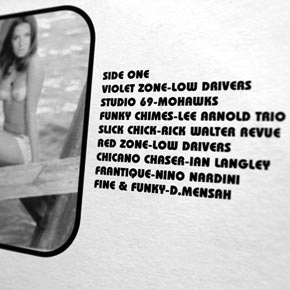 SIDE ONE
VIOLET ZONE-LOW DRIVERS
STUDIO 69-MOHAWKS
FUNKY CHIMES-LEE ARNOLD TRIO
SLICK CHICK-RICK WALTER REVUE
RED ZONE-LOW DRIVERS
CHICANO CHASER-IAN LANGLEY
FRANTIQUE-NINO NARDINI
FINE & FUNKY-D.MENSAH